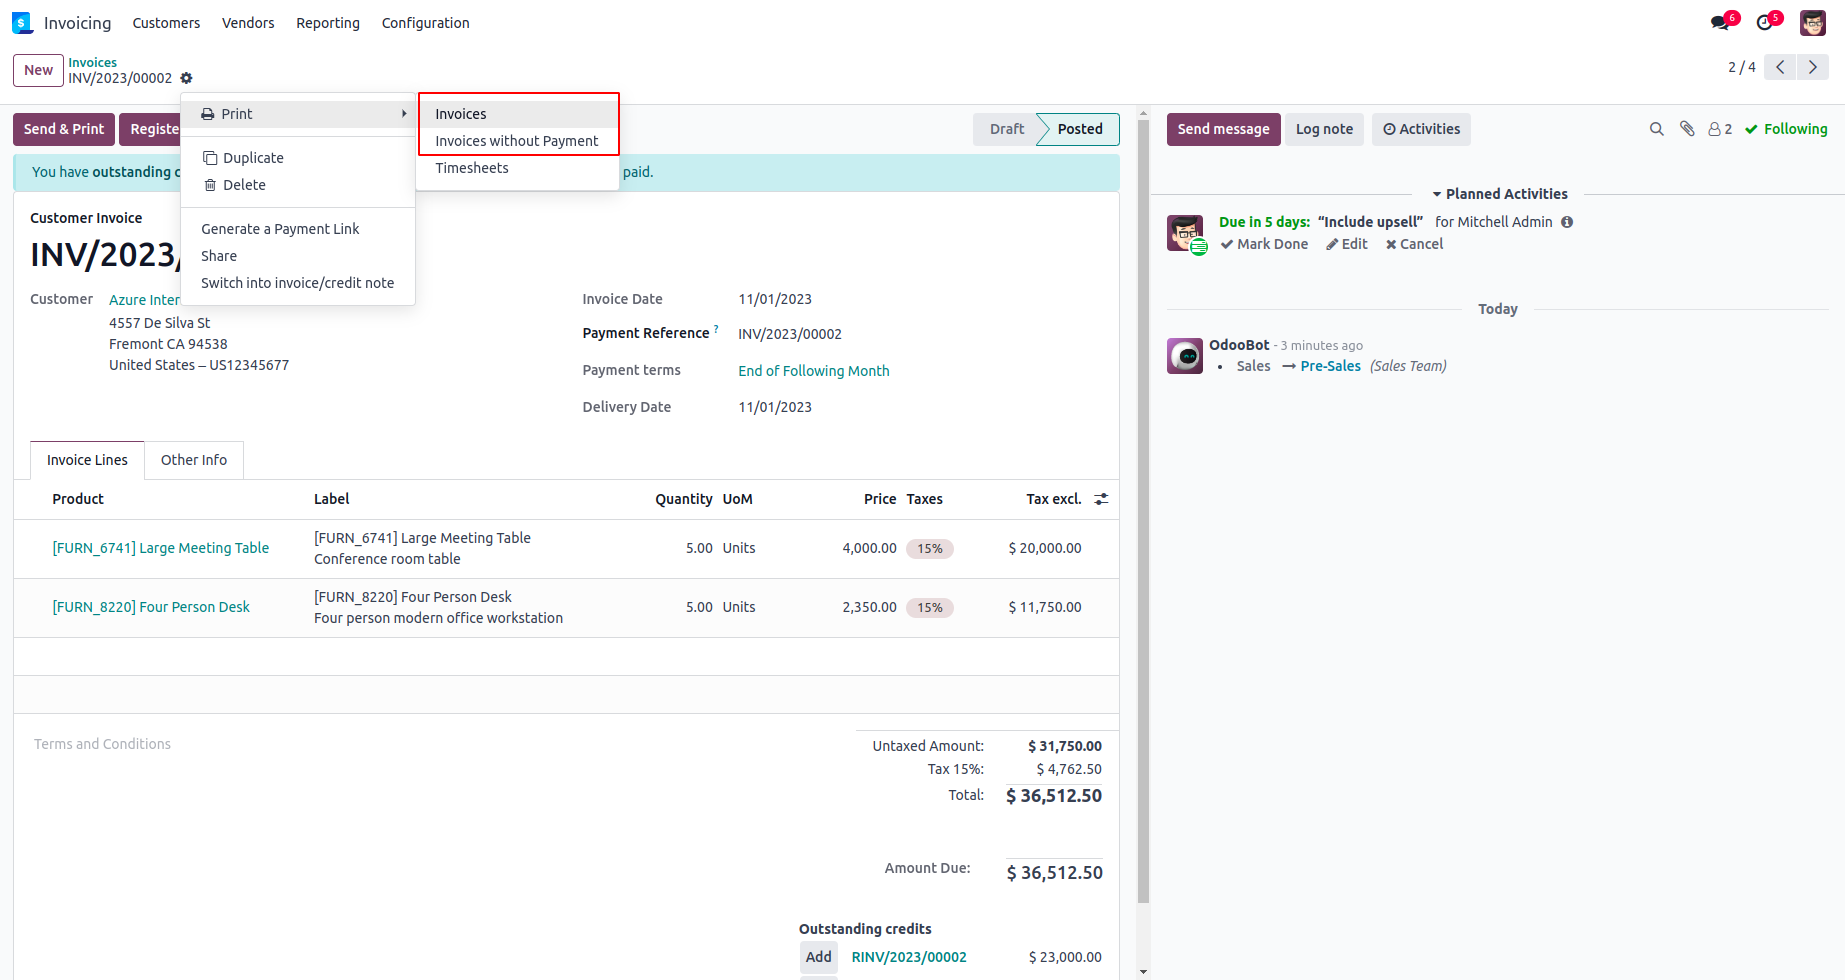 Invoicing Customers Vendors Reporting Configuration 6 5
New Invoices
INV/2023/00002
2 / 4
Print
Duplicate
Delete
Generate a Payment Link
Share
Switch into invoice/credit note
Invoices
Invoices without Payment
Timesheets
Send & Print Registe Draft Posted
You have outstanding c paid.
Customer Invoice
INV/2023/
Customer Azure Inter
4557 De Silva St
Fremont CA 94538
United States – US12345677
Invoice Date 11/01/2023
Payment Reference ? INV/2023/00002
Payment terms End of Following Month
Delivery Date 11/01/2023
Invoice Lines Other Info
Product Label Quantity UoM Price Taxes Tax excl.
[FURN_6741] Large Meeting Table [FURN_6741] Large Meeting Table 5.00 Units 4,000.00 15% $ 20,000.00
Conference room table
[FURN_8220] Four Person Desk [FURN_8220] Four Person Desk 5.00 Units 2,350.00 15% $ 11,750.00
Four person modern office workstation
Terms and Conditions
Untaxed Amount: $ 31,750.00
Tax 15%: $ 4,762.50
Total: $ 36,512.50
Amount Due: $ 36,512.50
Outstanding credits
Add RINV/2023/00002 $ 23,000.00
Send message Log note Activities 2 Following
Planned Activities
Due in 5 days: “Include upsell” for Mitchell Admin
Mark Done Edit Cancel
Today
OdooBot - 3 minutes ago
• Sales → Pre-Sales (Sales Team)